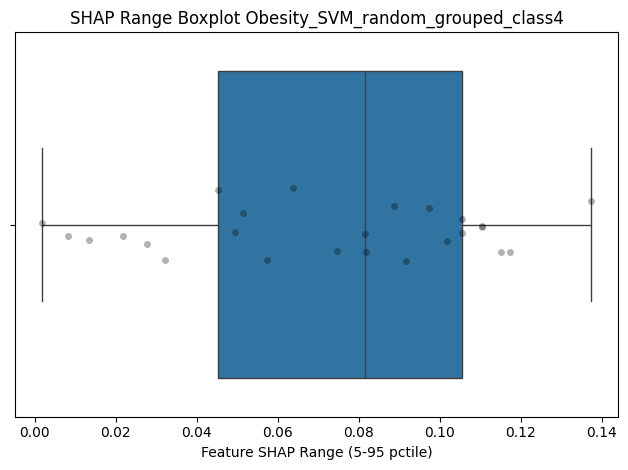 SHAP Range Boxplot Obesity_SVM_random_grouped_class4
0.00 0.02 0.04 0.06 0.08 0.10 0.12 0.14
Feature SHAP Range (5-95 pctile)